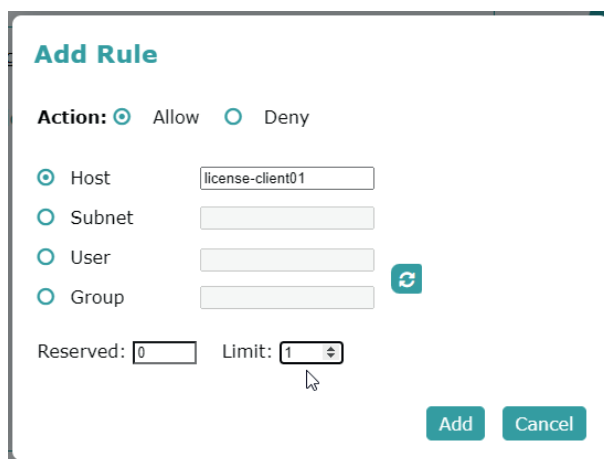 Add Rule
Action: Allow Deny
Host license-client01
Subnet
User
Group
Reserved: 0 Limit: 1
Add Cancel